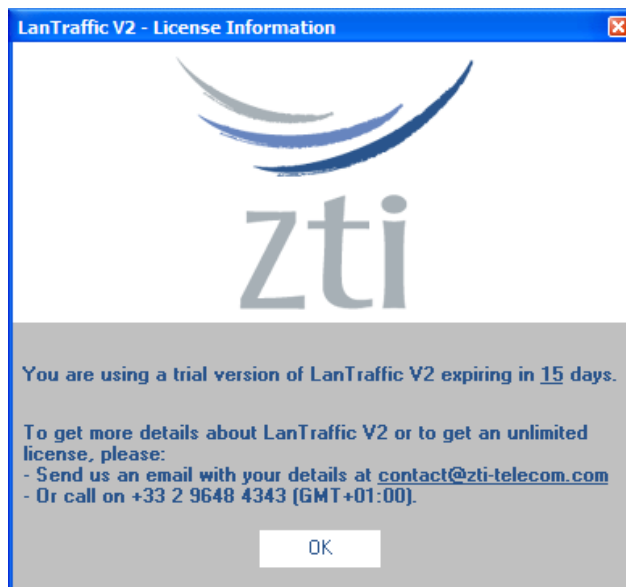 LanTraffic V2 - License Information
zti
You are using a trial version of LanTraffic V2 expiring in 15 days.
To get more details about LanTraffic V2 or to get an unlimited
license, please:
- Send us an email with your details at contact@zti-telecom.com
- Or call on +33 2 9648 4343 (GMT+01:00).
OK